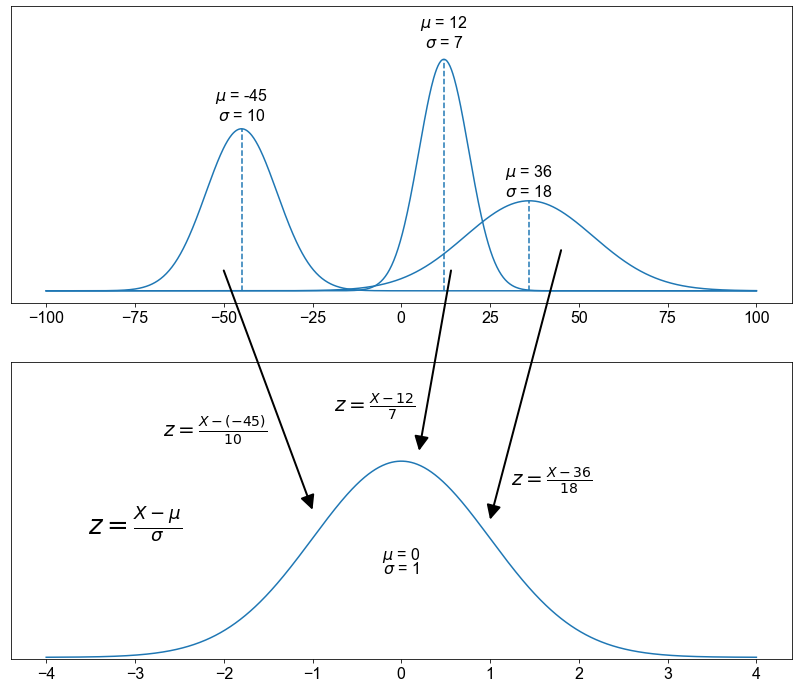 μ = 12
σ = 7
μ = -45
σ = 10
μ = 36
σ = 18
−100 −75 −50 −25 0 25 50 75 100
z = X − 12 / 7
z = X − (−45) / 10
z = X − 36 / 18
z = X − μ / σ
μ = 0
σ = 1
−4 −3 −2 −1 0 1 2 3 4